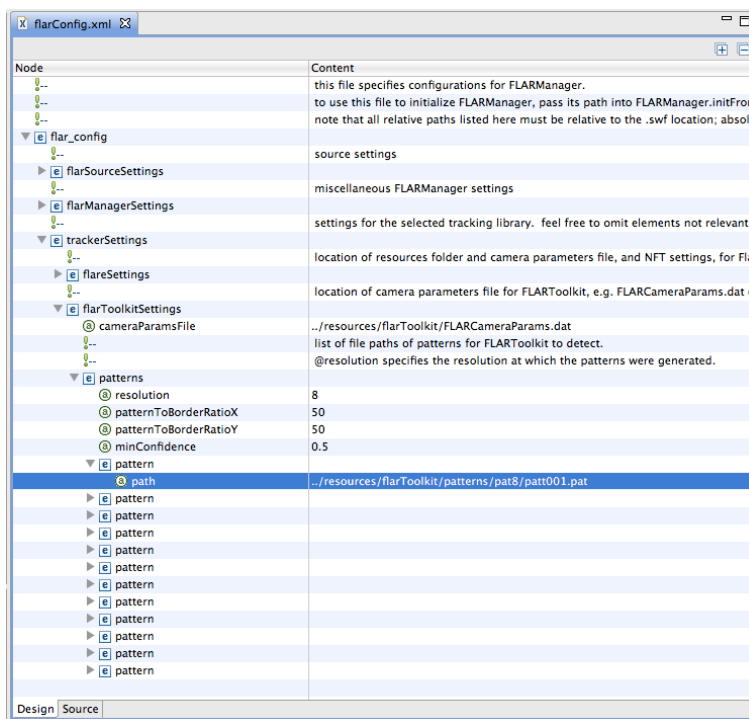 flarConfig.xml
Node Content
!-- this file specifies configurations for FLARManager.
!-- to use this file to initialize FLARManager, pass its path into FLARManager.initFro
!-- note that all relative paths listed here must be relative to the .swf location; absol
e flar_config
!-- source settings
e flarSourceSettings
!-- miscellaneous FLARManager settings
e flarManagerSettings
!-- settings for the selected tracking library. feel free to omit elements not relevant
e trackerSettings
!-- location of resources folder and camera parameters file, and NFT settings, for Fl
e flareSettings
!-- location of camera parameters file for FLARToolkit, e.g. FLARCameraParams.dat
e flarToolkitSettings
a cameraParamsFile ../resources/flarToolkit/FLARCameraParams.dat
!-- list of file paths of patterns for FLARToolkit to detect.
!-- @resolution specifies the resolution at which the patterns were generated.
e patterns
a resolution 8
a patternToBorderRatioX 50
a patternToBorderRatioY 50
a minConfidence 0.5
e pattern
a path ../resources/flarToolkit/patterns/pat8/patt001.pat
e pattern
e pattern
e pattern
e pattern
e pattern
e pattern
e pattern
e pattern
e pattern
e pattern
e pattern
Design Source